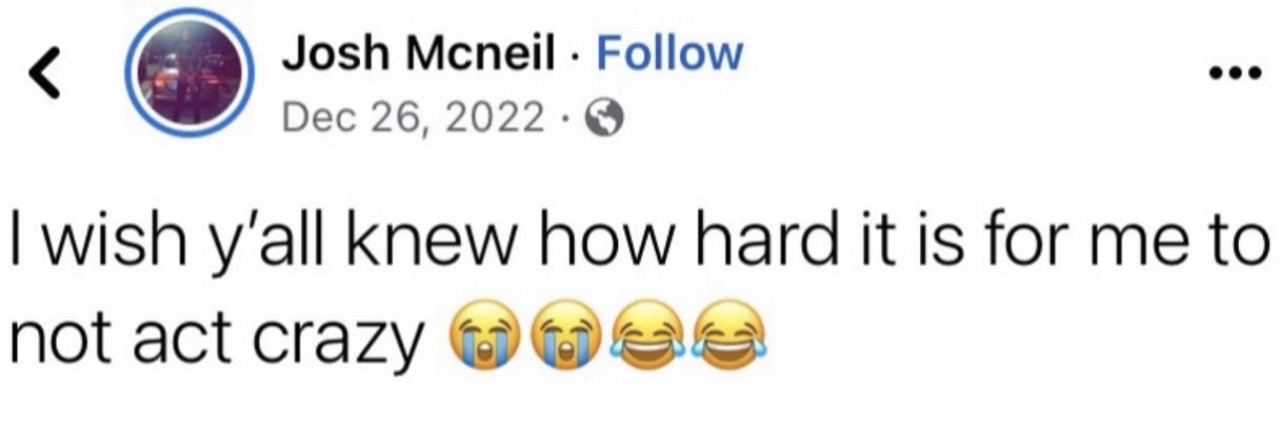 Josh Mcneil · Follow
Dec 26, 2022 ·
I wish y’all knew how hard it is for me to
not act crazy 😭😭😂😂